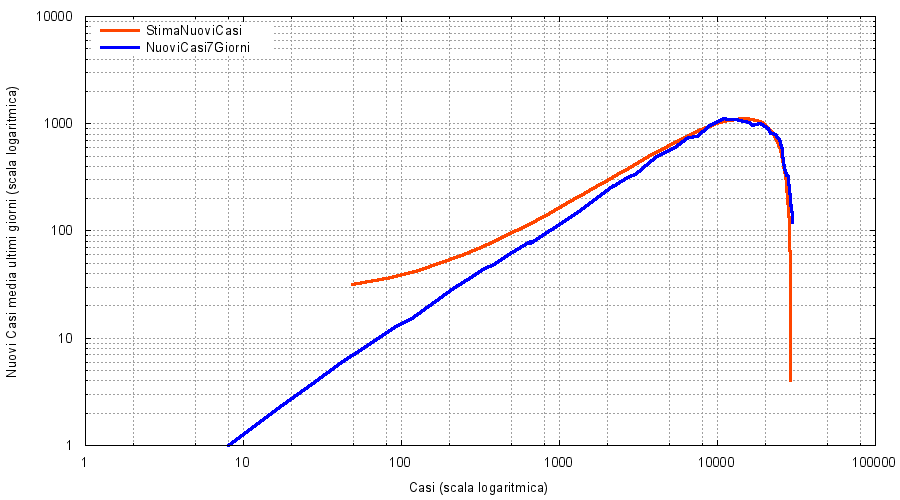 10000
StimaNuoviCasi
NuoviCasi7Giorni
1000
100
10
1
1 10 100 1000 10000 100000
Nuovi Casi media ultimi giorni (scala logaritmica)
Casi (scala logaritmica)